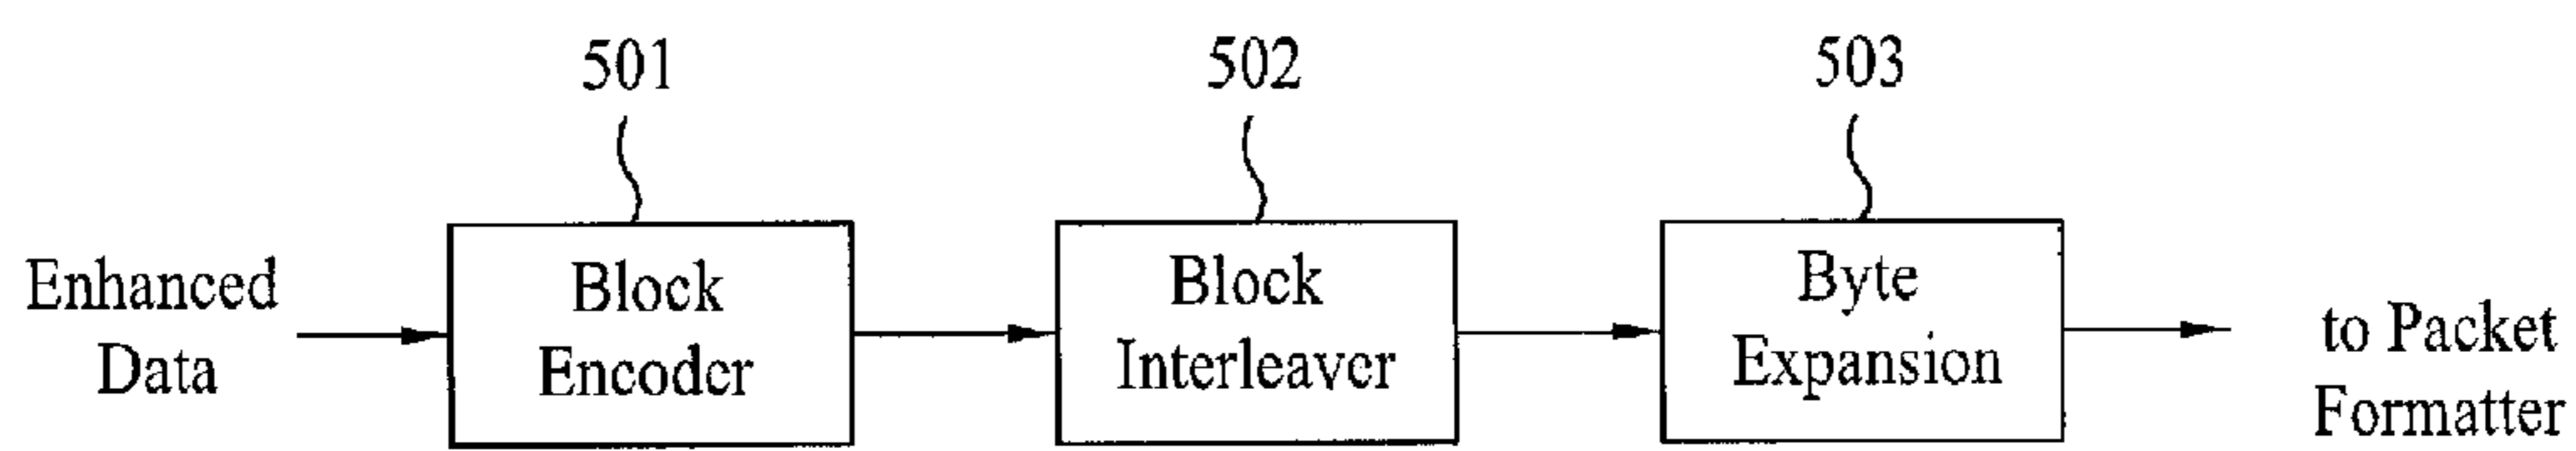 501
502
503
Enhanced
Data
Block
Encoder
Block
Interleaver
Byte
Expansion
to Packet
Formatter